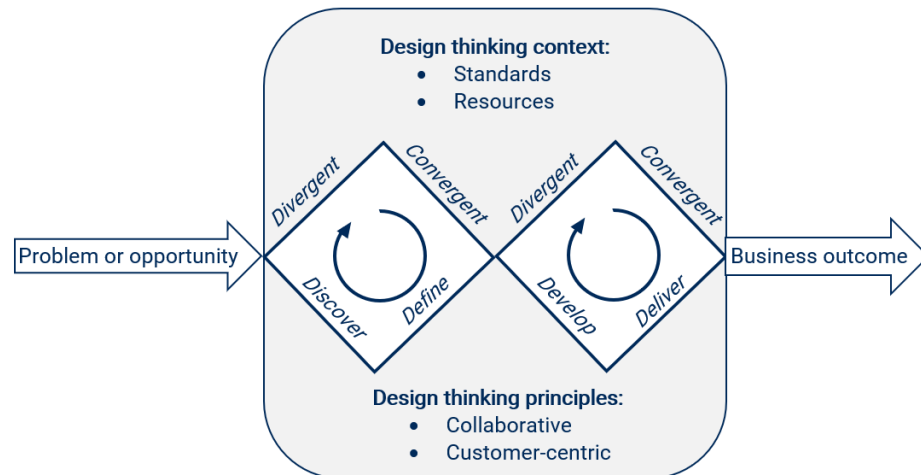 Design thinking context:
• Standards
• Resources
Divergent
Convergent
Divergent
Convergent
Problem or opportunity
Business outcome
Discover
Define
Develop
Deliver
Design thinking principles:
• Collaborative
• Customer-centric